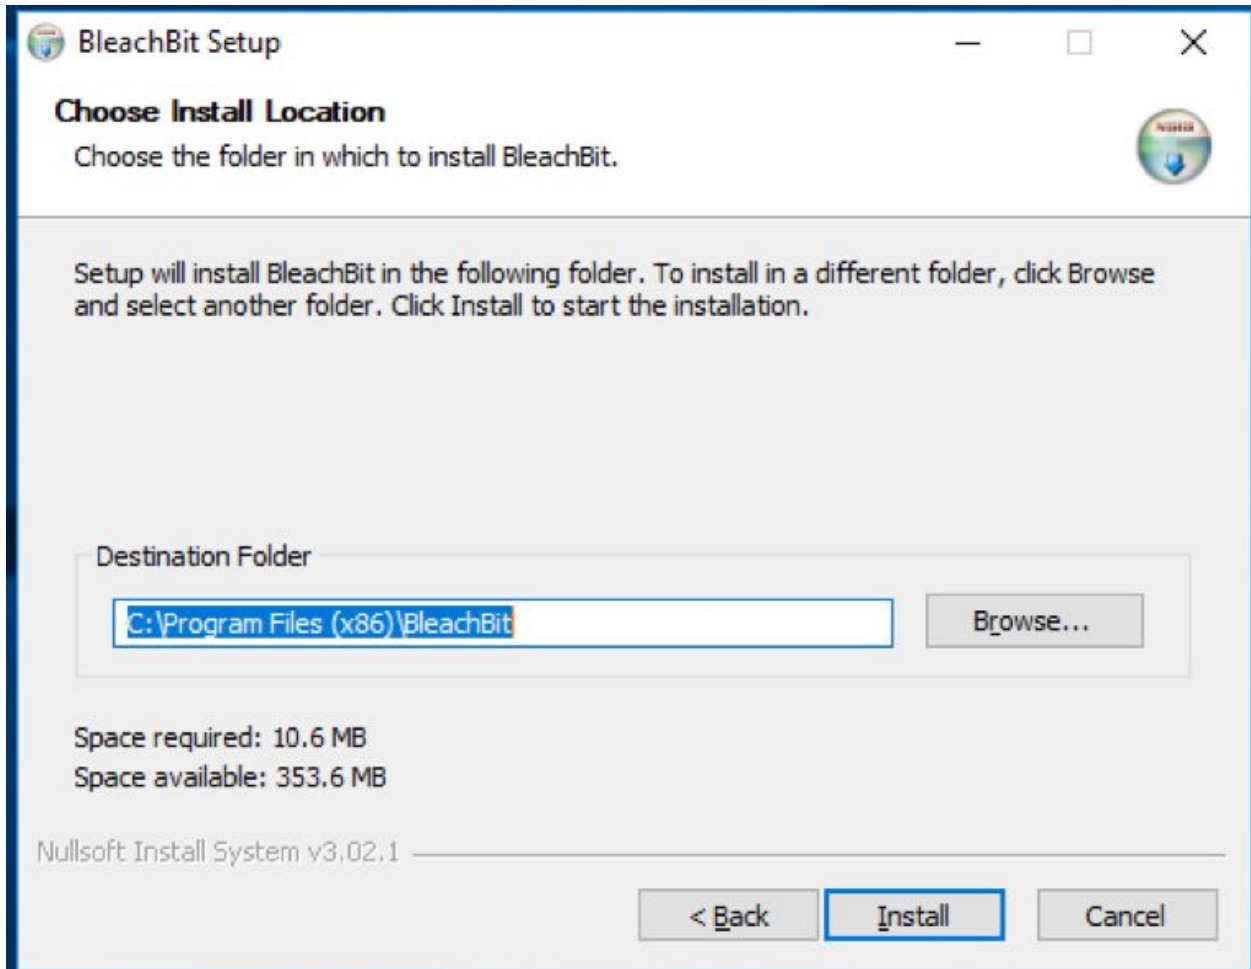 BleachBit Setup
Choose Install Location
Choose the folder in which to install BleachBit.
Setup will install BleachBit in the following folder. To install in a different folder, click Browse
and select another folder. Click Install to start the installation.
Destination Folder
C:\Program Files (x86)\BleachBit
Browse...
Space required: 10.6 MB
Space available: 353.6 MB
Nullsoft Install System v3.02.1
< Back
Install
Cancel